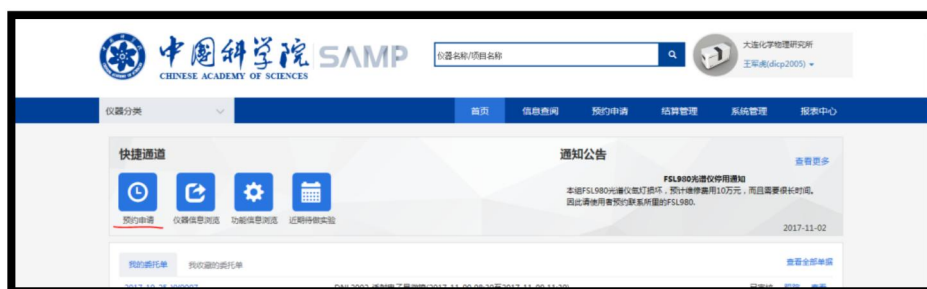 中国科学院 SAMP
CHINESE ACADEMY OF SCIENCES
仪器名称/项目名称
大连化学物理研究所
王军虎(dicp2005)
仪器分类
首页 信息查询 预约申请 结算管理 系统管理 报表中心
快捷通道
预约申请 仪器信息浏览 功能信息浏览 近期待做实验
通知公告 查看更多
FSL980光谱仪停用通知
本组FSL980光谱仪氙灯损坏，预计维修费用10万元，而且需要很长时间。
因此请使用者预约联系所里的FSL980.
2017-11-02
我的委托单 我收藏的委托单 查看全部单据